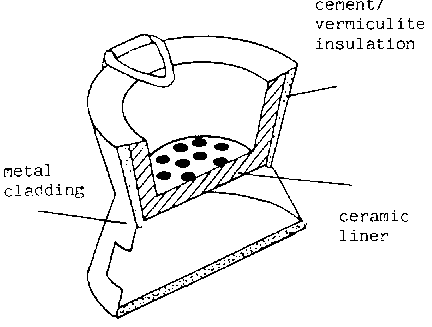 cement/
vermiculite
insulation
metal
cladding
ceramic
liner